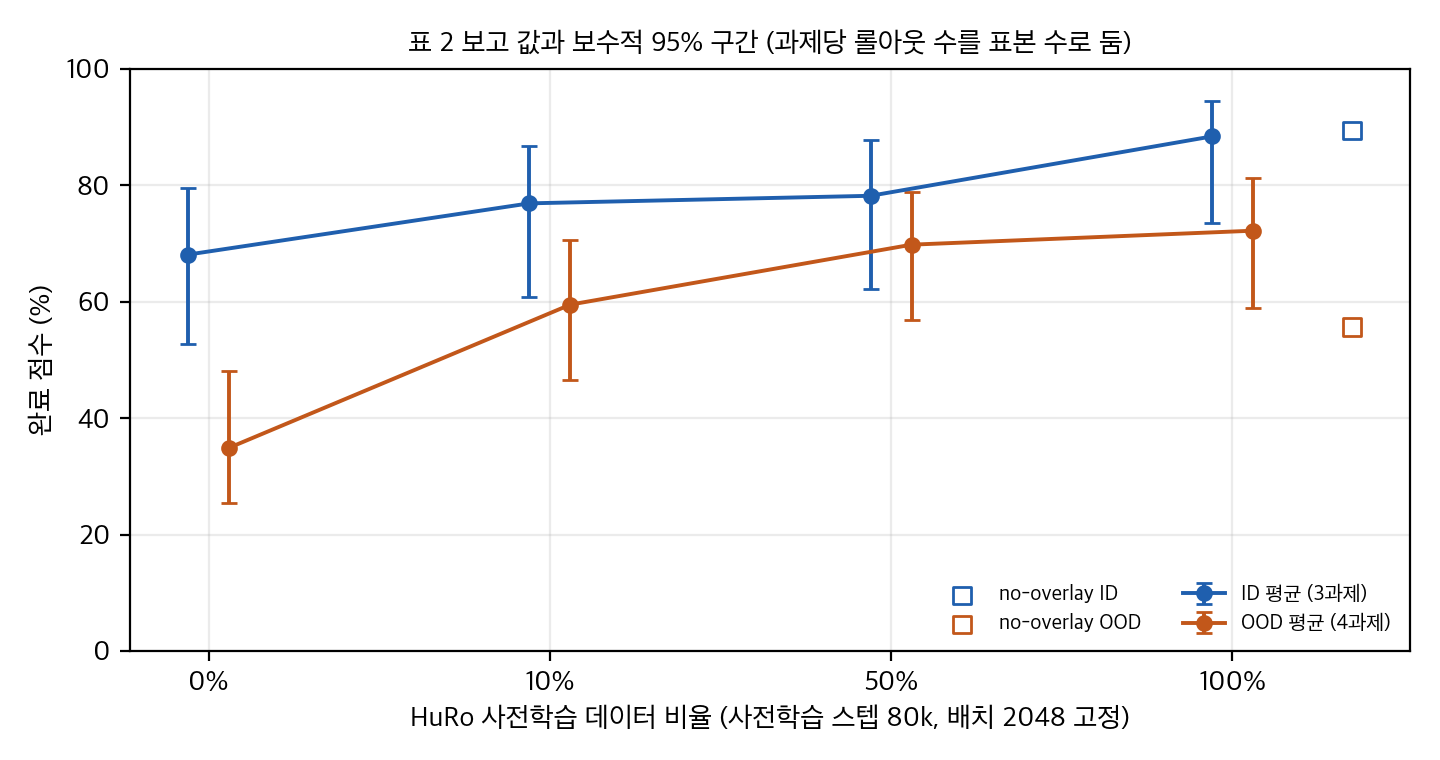 표 2 보고 값과 보수적 95% 구간 (과제당 롤아웃 수를 표본 수로 둠)
완료 점수 (%)
100
80
60
40
20
0
0%
10%
50%
100%
HuRo 사전학습 데이터 비율 (사전학습 스텝 80k, 배치 2048 고정)
no-overlay ID
no-overlay OOD
ID 평균 (3과제)
OOD 평균 (4과제)